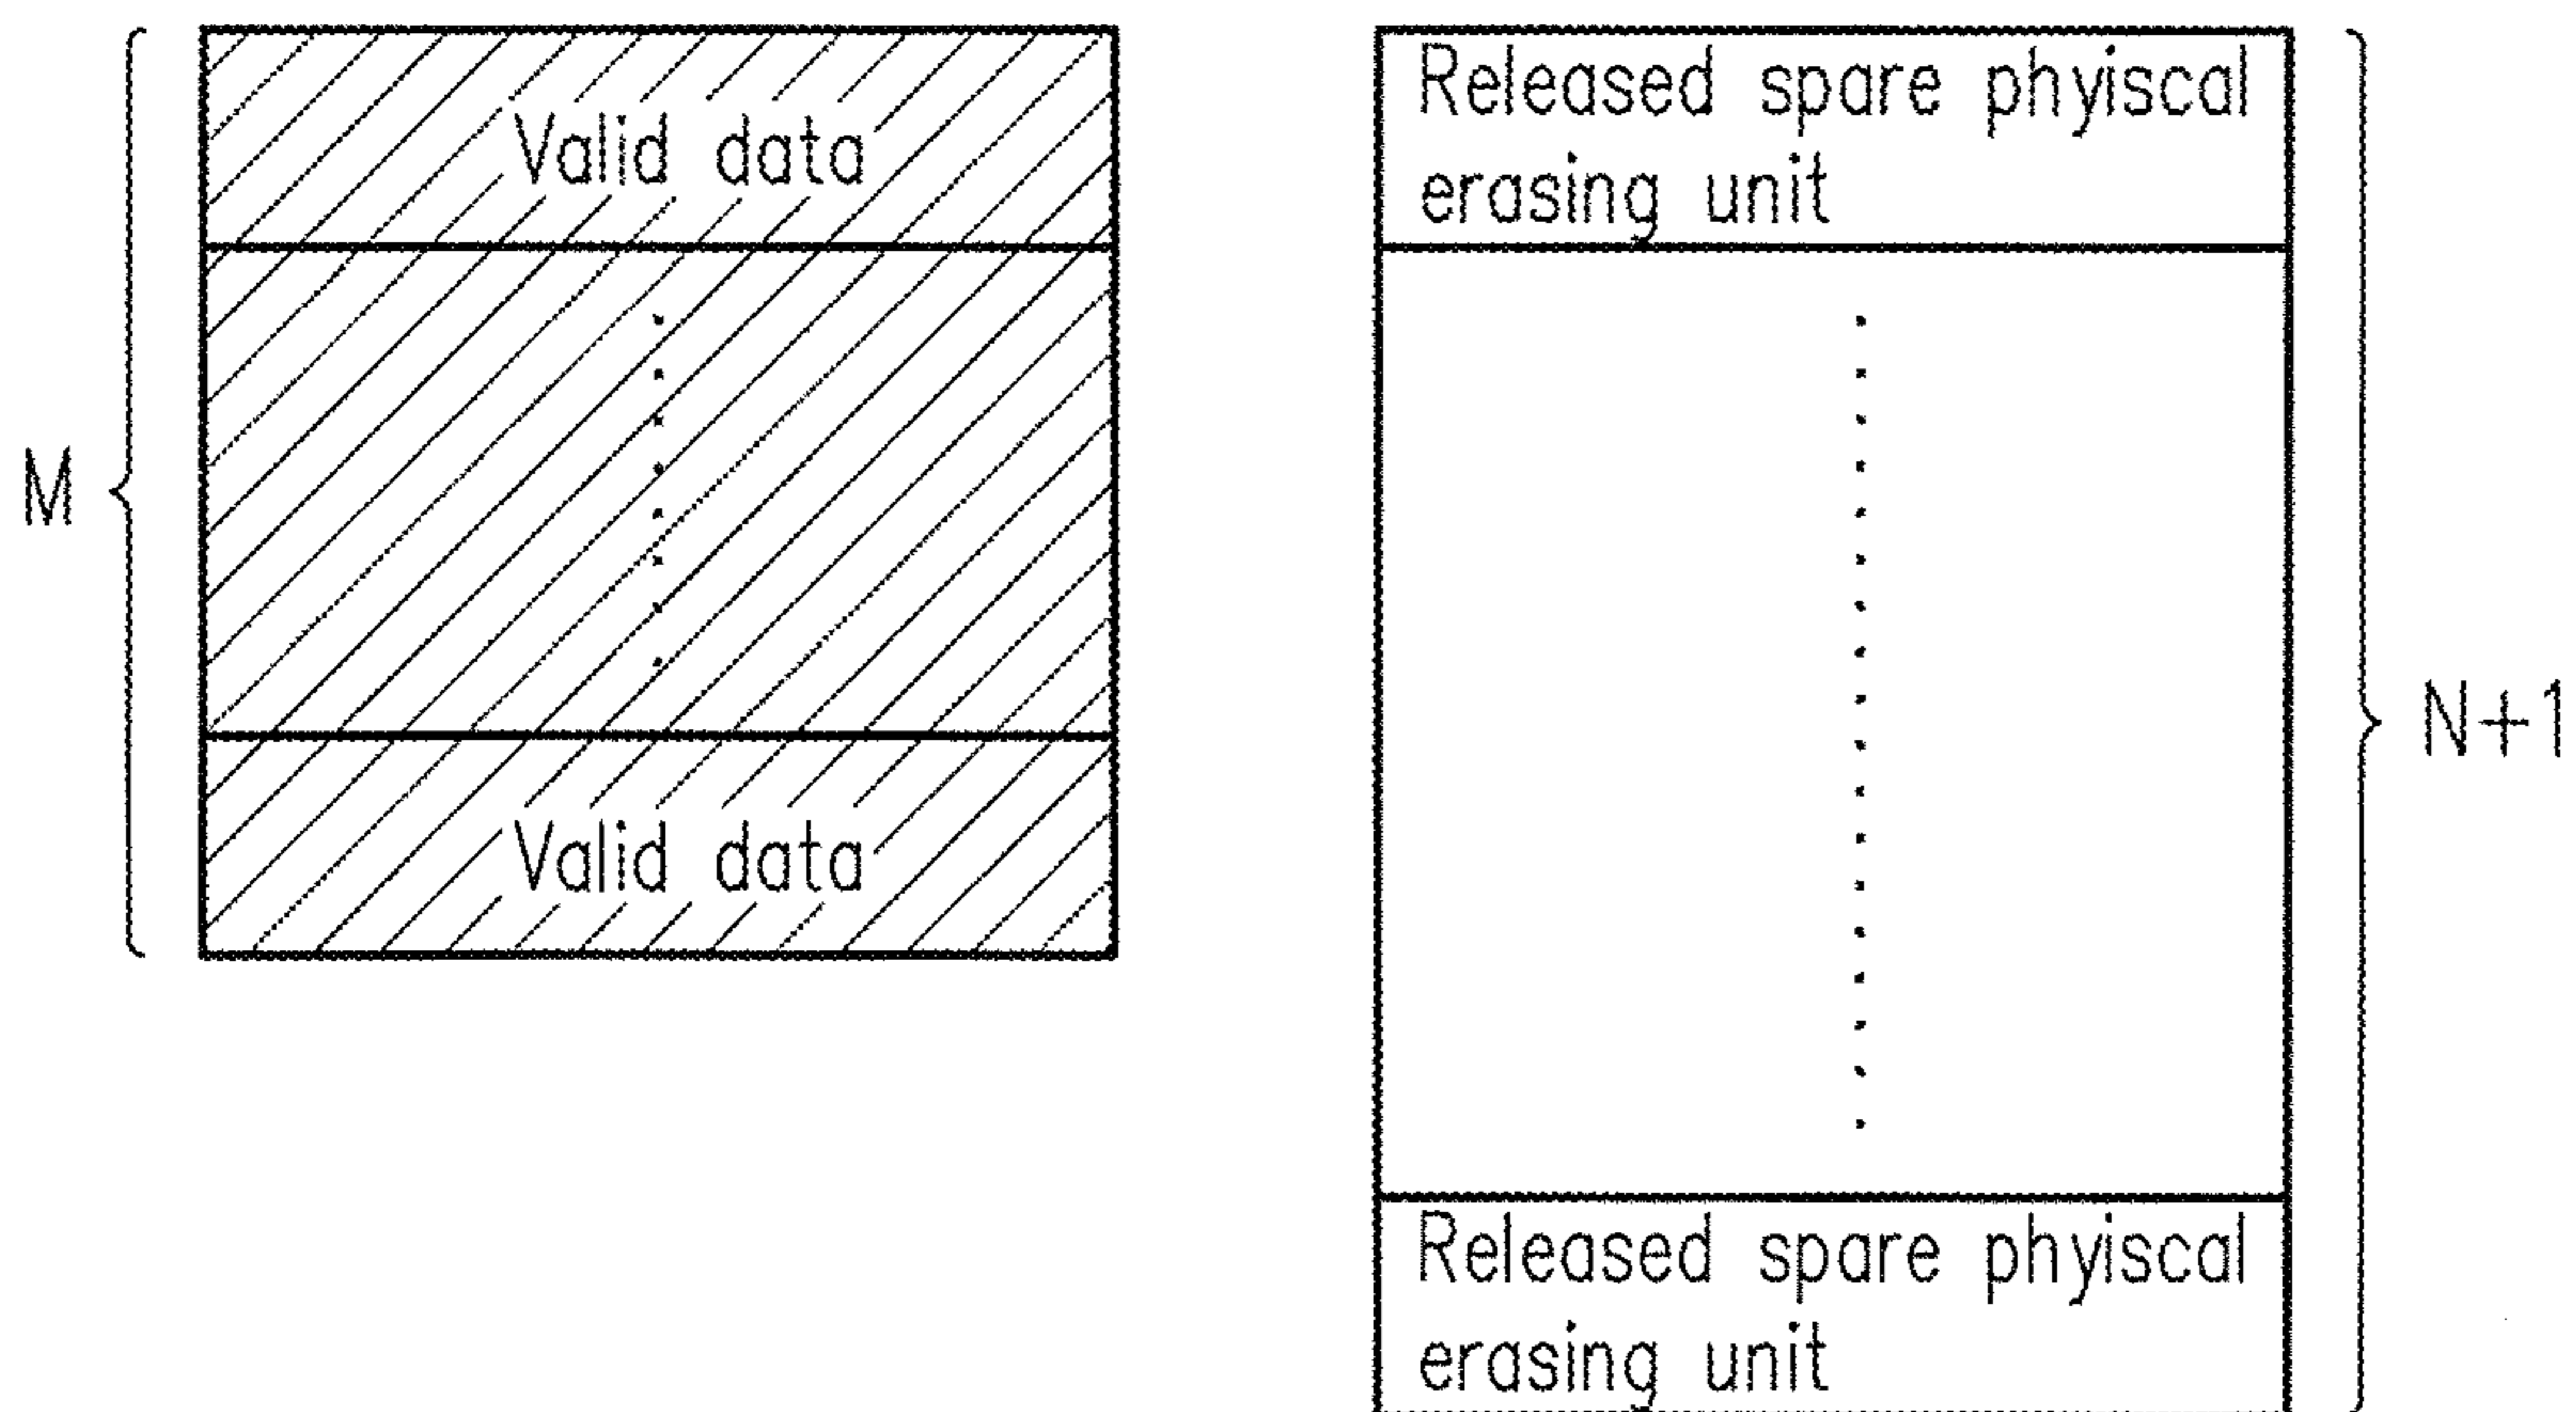 M
Valid data
Valid data
Released spare phyiscal
erasing unit
Released spare phyiscal
erasing unit
N+1